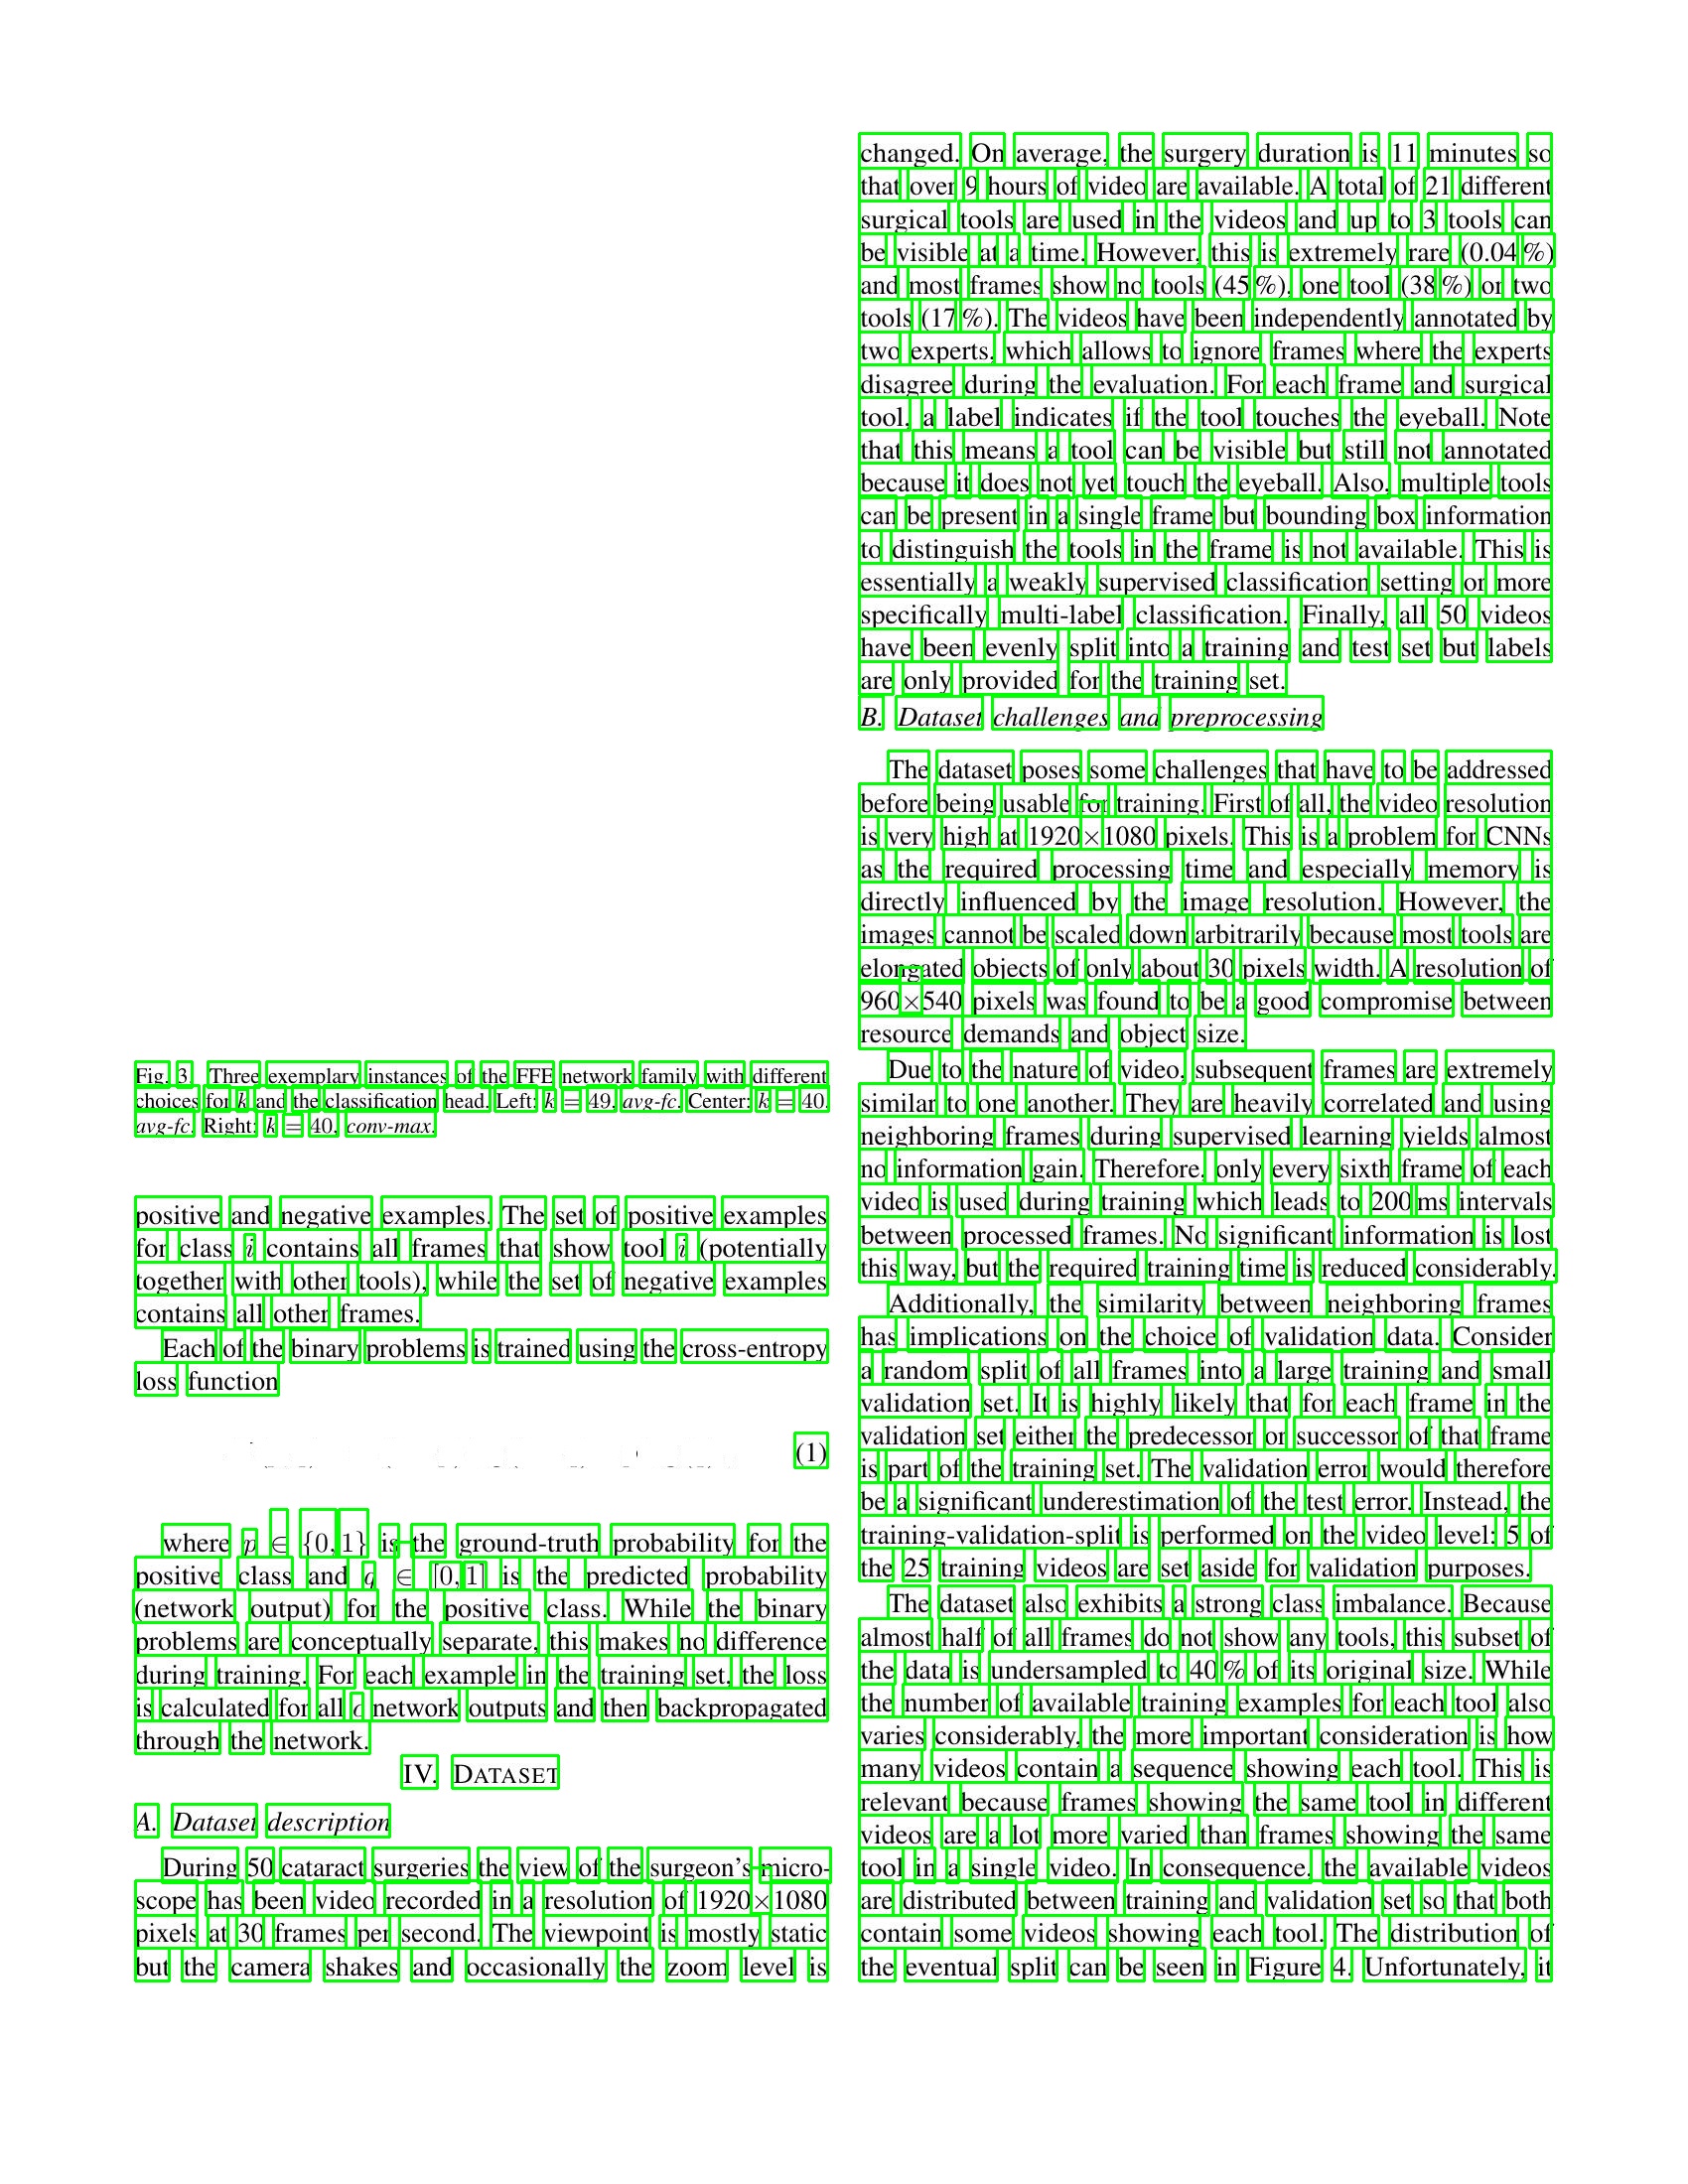 Fig. 3. Three exemplary instances of the FFE network family with different
choices for k and the classification head. Left: k = 49, avg-fc. Center: k = 40,
avg-fc. Right: k = 40, conv-max.
positive and negative examples. The set of positive examples
for class i contains all frames that show tool i (potentially
together with other tools), while the set of negative examples
contains all other frames.
Each of the binary problems is trained using the cross-entropy
loss function
(1)
where p ∈ {0,1} is the ground-truth probability for the
positive class and q ∈ [0,1] is the predicted probability
(network output) for the positive class. While the binary
problems are conceptually separate, this makes no difference
during training. For each example in the training set, the loss
is calculated for all c network outputs and then backpropagated
through the network.
IV. DATASET
A. Dataset description
During 50 cataract surgeries the view of the surgeon's micro-
scope has been video recorded in a resolution of 1920×1080
pixels at 30 frames per second. The viewpoint is mostly static
but the camera shakes and occasionally the zoom level is
changed. On average, the surgery duration is 11 minutes so
that over 9 hours of video are available. A total of 21 different
surgical tools are used in the videos and up to 3 tools can
be visible at a time. However, this is extremely rare (0.04%)
and most frames show no tools (45%), one tool (38%) or two
tools (17%). The videos have been independently annotated by
two experts, which allows to ignore frames where the experts
disagree during the evaluation. For each frame and surgical
tool, a label indicates if the tool touches the eyeball. Note
that this means a tool can be visible but still not annotated
because it does not yet touch the eyeball. Also, multiple tools
can be present in a single frame but bounding box information
to distinguish the tools in the frame is not available. This is
essentially a weakly supervised classification setting or more
specifically multi-label classification. Finally, all 50 videos
have been evenly split into a training and test set but labels
are only provided for the training set.
B. Dataset challenges and preprocessing
The dataset poses some challenges that have to be addressed
before being usable for training. First of all, the video resolution
is very high at 1920×1080 pixels. This is a problem for CNNs
as the required processing time and especially memory is
directly influenced by the image resolution. However, the
images cannot be scaled down arbitrarily because most tools are
elongated objects of only about 30 pixels width. A resolution of
960×540 pixels was found to be a good compromise between
resource demands and object size.
Due to the nature of video, subsequent frames are extremely
similar to one another. They are heavily correlated and using
neighboring frames during supervised learning yields almost
no information gain. Therefore, only every sixth frame of each
video is used during training which leads to 200 ms intervals
between processed frames. No significant information is lost
this way, but the required training time is reduced considerably.
Additionally, the similarity between neighboring frames
has implications on the choice of validation data. Consider
a random split of all frames into a large training and small
validation set. It is highly likely that for each frame in the
validation set either the predecessor or successor of that frame
is part of the training set. The validation error would therefore
be a significant underestimation of the test error. Instead, the
training-validation-split is performed on the video level: 5 of
the 25 training videos are set aside for validation purposes.
The dataset also exhibits a strong class imbalance. Because
almost half of all frames do not show any tools, this subset of
the data is undersampled to 40% of its original size. While
the number of available training examples for each tool also
varies considerably, the more important consideration is how
many videos contain a sequence showing each tool. This is
relevant because frames showing the same tool in different
videos are a lot more varied than frames showing the same
tool in a single video. In consequence, the available videos
are distributed between training and validation set so that both
contain some videos showing each tool. The distribution of
the eventual split can be seen in Figure 4. Unfortunately, it